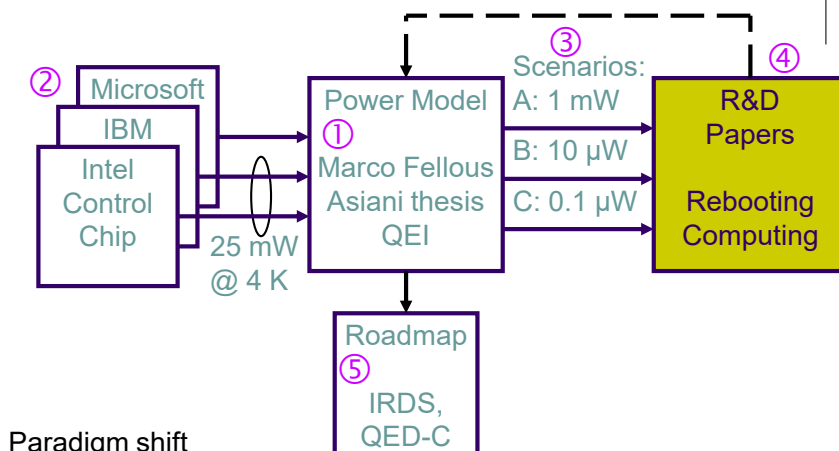 ②
Microsoft
IBM
Intel
Control
Chip
25 mW
@ 4 K
Power Model
①
Marco Fellous
Asiani thesis
QEI
③
Scenarios:
A: 1 mW
B: 10 µW
C: 0.1 µW
④
R&D
Papers
Rebooting
Computing
Roadmap
⑤
IRDS,
QED-C
Paradigm shift